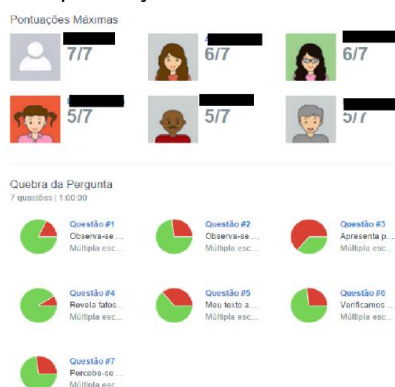 Pontuações Máximas
7/7
6/7
6/7
5/7
5/7
5/7
Quebra da Pergunta
7 questões | 1:00:00
Questão #1
Observa-se ...
Múltipla esc...
Questão #2
Observa-se ...
Múltipla esc...
Questão #3
Apresenta p...
Múltipla esc...
Questão #4
Revela fatos...
Múltipla esc...
Questão #5
Meu texto a...
Múltipla esc...
Questão #6
Verificamos ...
Múltipla esc...
Questão #7
Percebe-se ...
Múltipla esc...